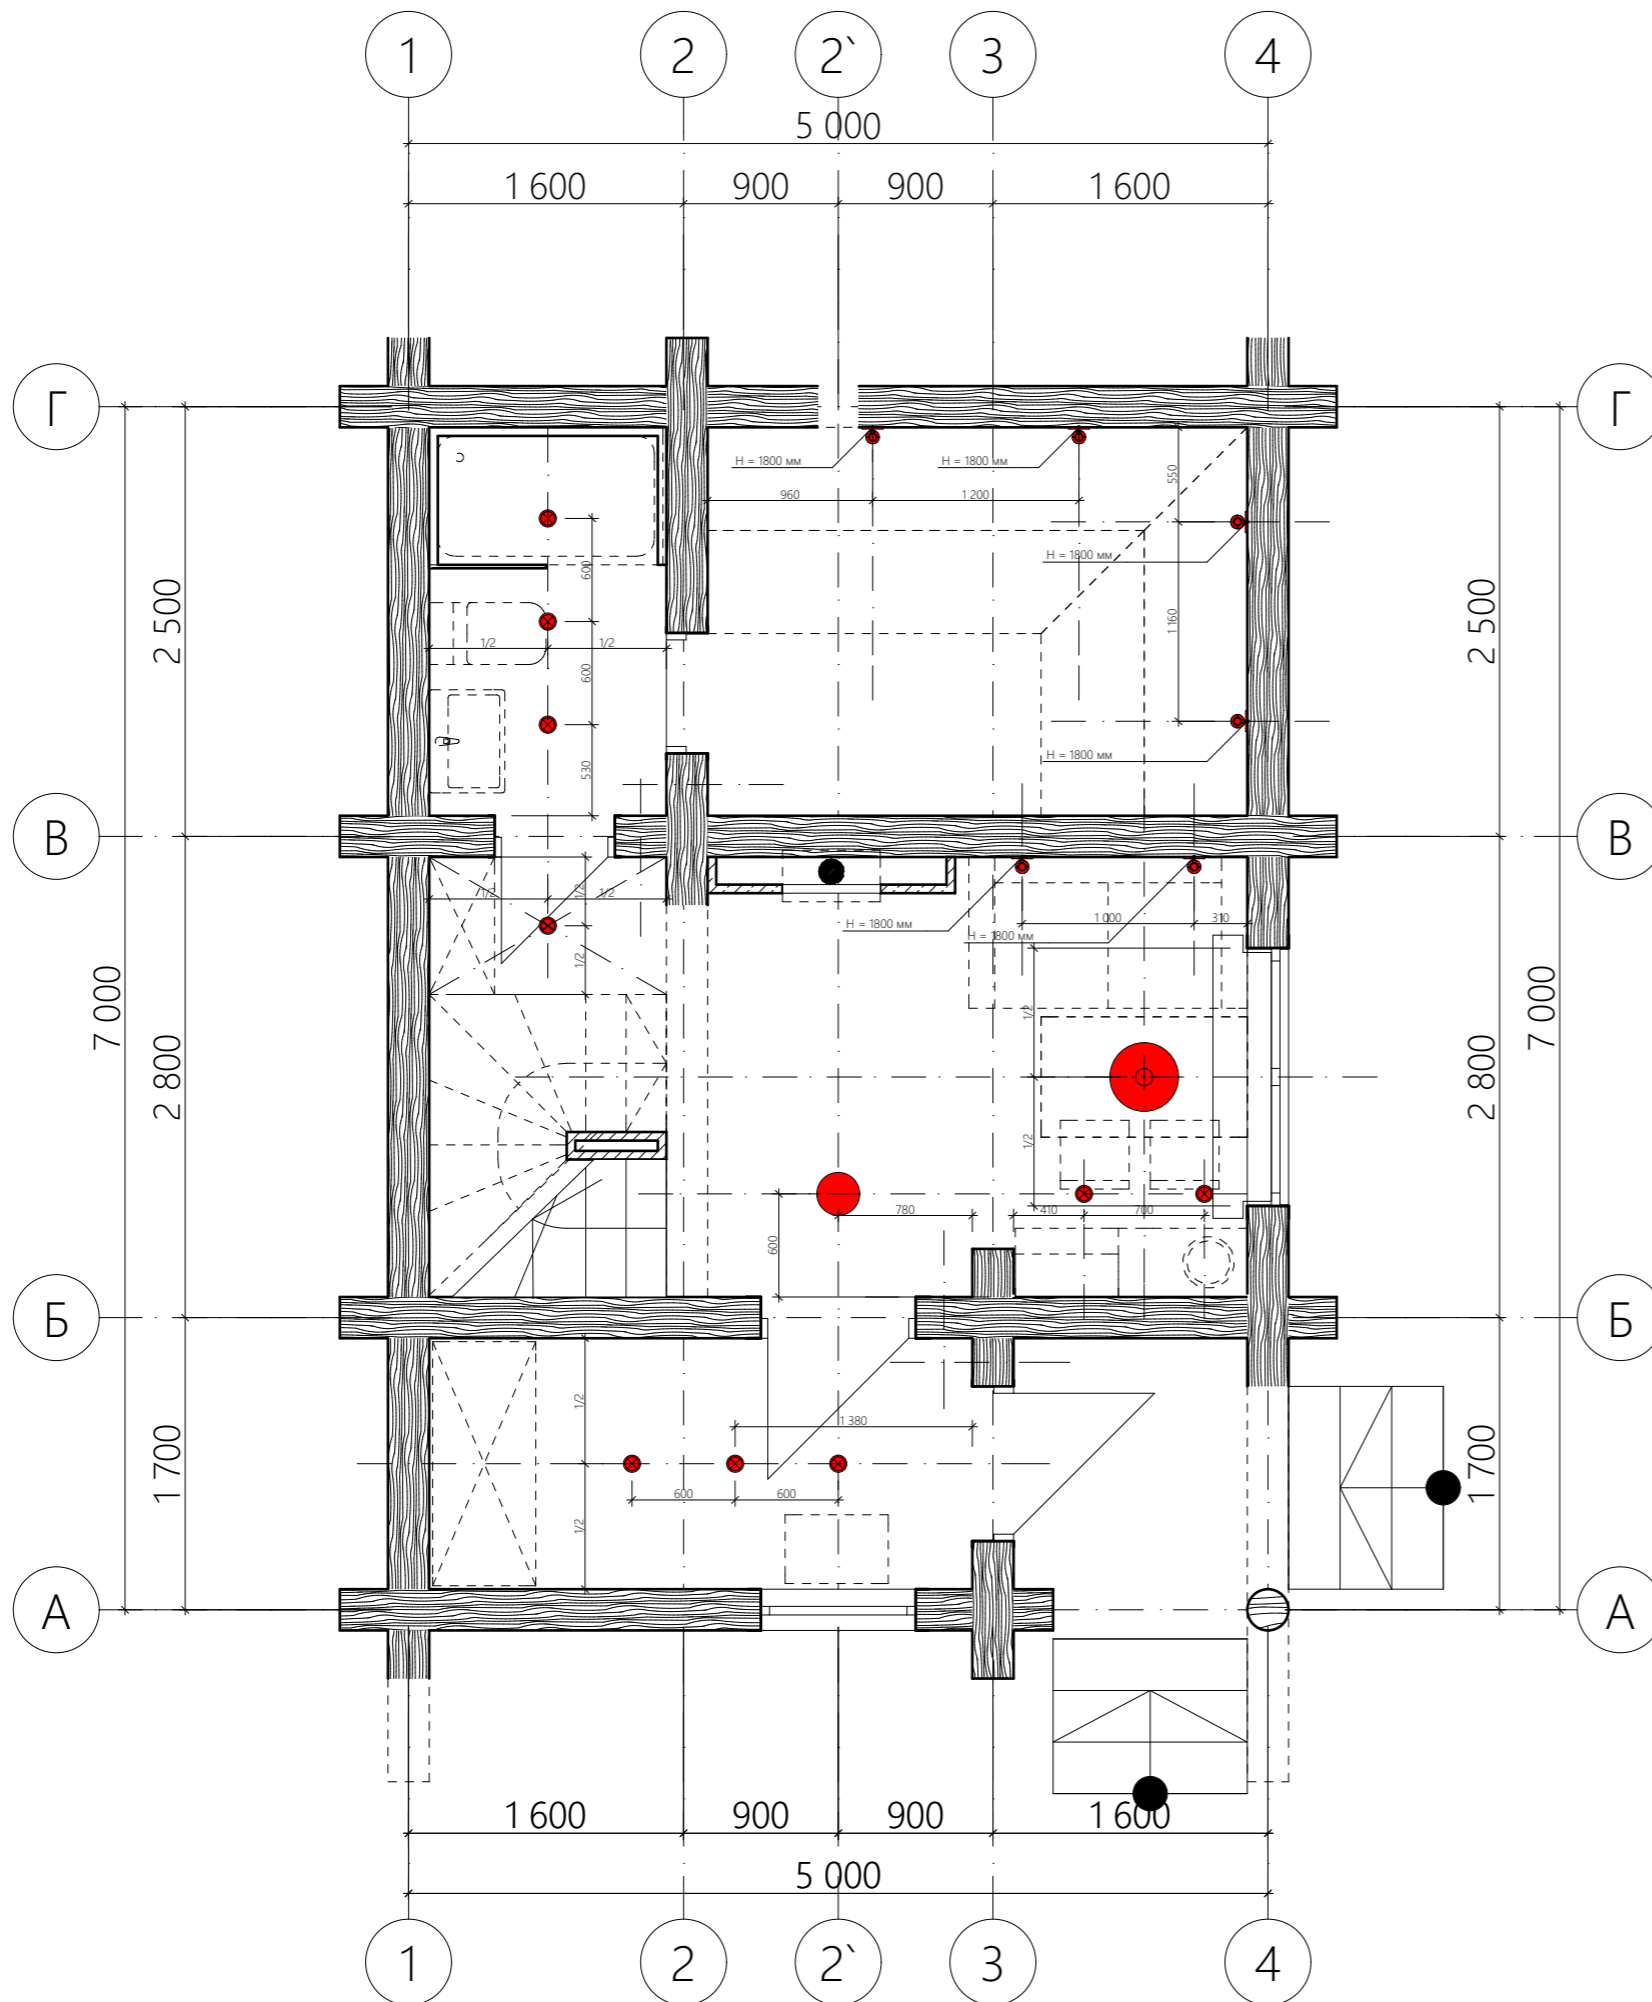 1 2 2` 3 4
5 000
1 600 900 900 1 600
Г Г
H = 1800 мм H = 1800 мм
550
960 1 200
H = 1800 мм
600
2 500 2 500
1/2 1/2
1 160
600
H = 1800 мм
530
В В
1/2 1/2 1/2
1 000 310
H = 1800 мм
H = 1800 мм
1/2
7 000 7 000
1/2
2 800 2 800
1/2
780 410 700
600
Б Б
1/2
1 380
1 700 1 700
600 600
1/2
А А
1 600 900 900 1 600
5 000
1 2 2` 3 4